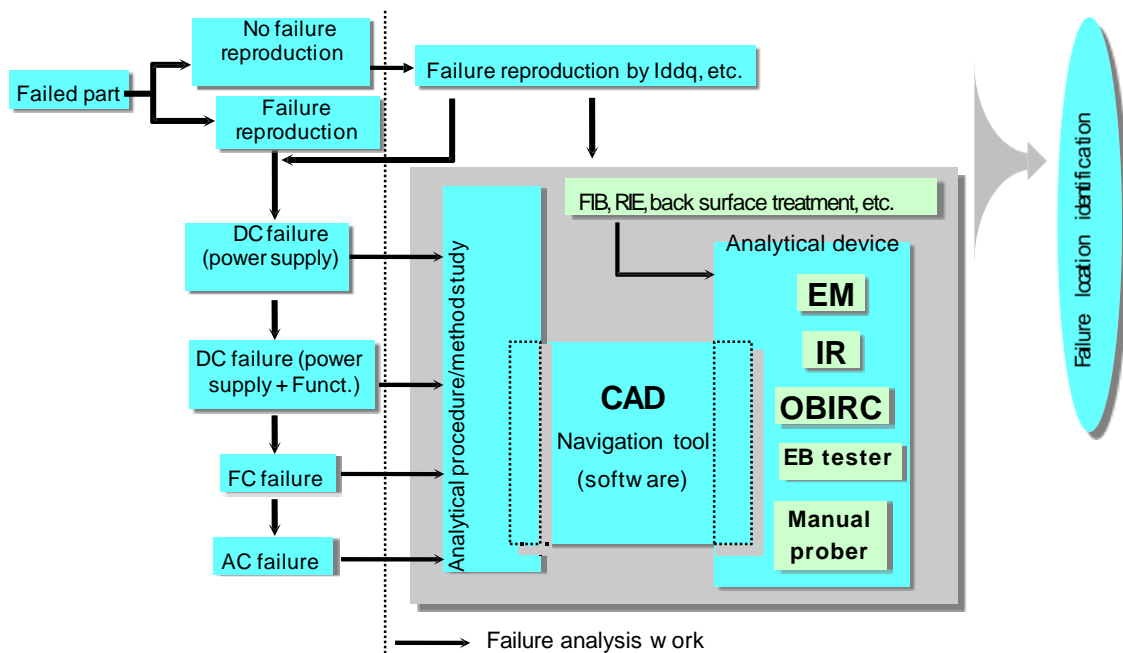 No failure
reproduction
Failure reproduction by Iddq, etc.
Failed part
Failure
reproduction
FIB, RIE, back surface treatment, etc.
DC failure
(power supply)
Analytical procedure/method study
Analytical device
EM
IR
DC failure (power
supply + Funct.)
CAD
Navigation tool
(software)
OBIRC
EB tester
FC failure
Manual
prober
AC failure
Failure location identification
Failure analysis work